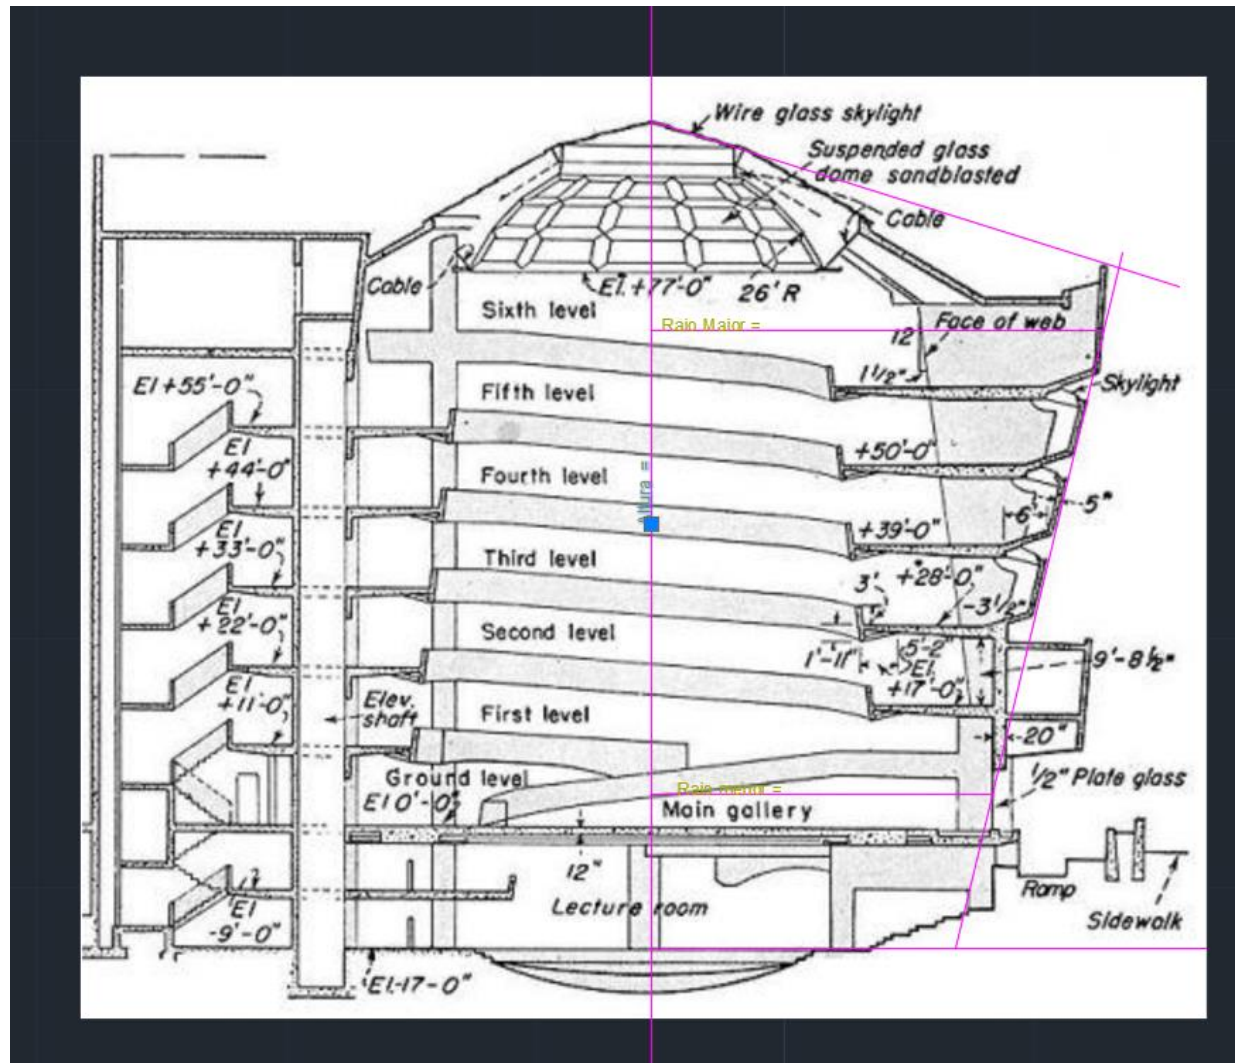 Wire glass skylight
Suspended glass
dome sandblasted
Cable
Cable
El. +77'-0"
26' R
Sixth level
Raio Maior =
12
Face of web
1 1/2"
Skylight
El +55'-0"
Fifth level
El
+44'-0"
+50'-0"
Fourth level
Altura =
5"
6'
El
+33'-0"
+39'-0"
Third level
3'
+28'-0"
-3 1/2"
El
+22'-0"
Second level
1'-11"
5'-2"
El.
+17'-0"
9'-8 1/2"
El
+11'-0"
Elev.
shaft
First level
20"
Ground level
El 0'-0"
Raio menor =
Main gallery
1/2" Plate glass
12"
Lecture room
Ramp
Sidewalk
El
-9'-0"
El.-17-0"